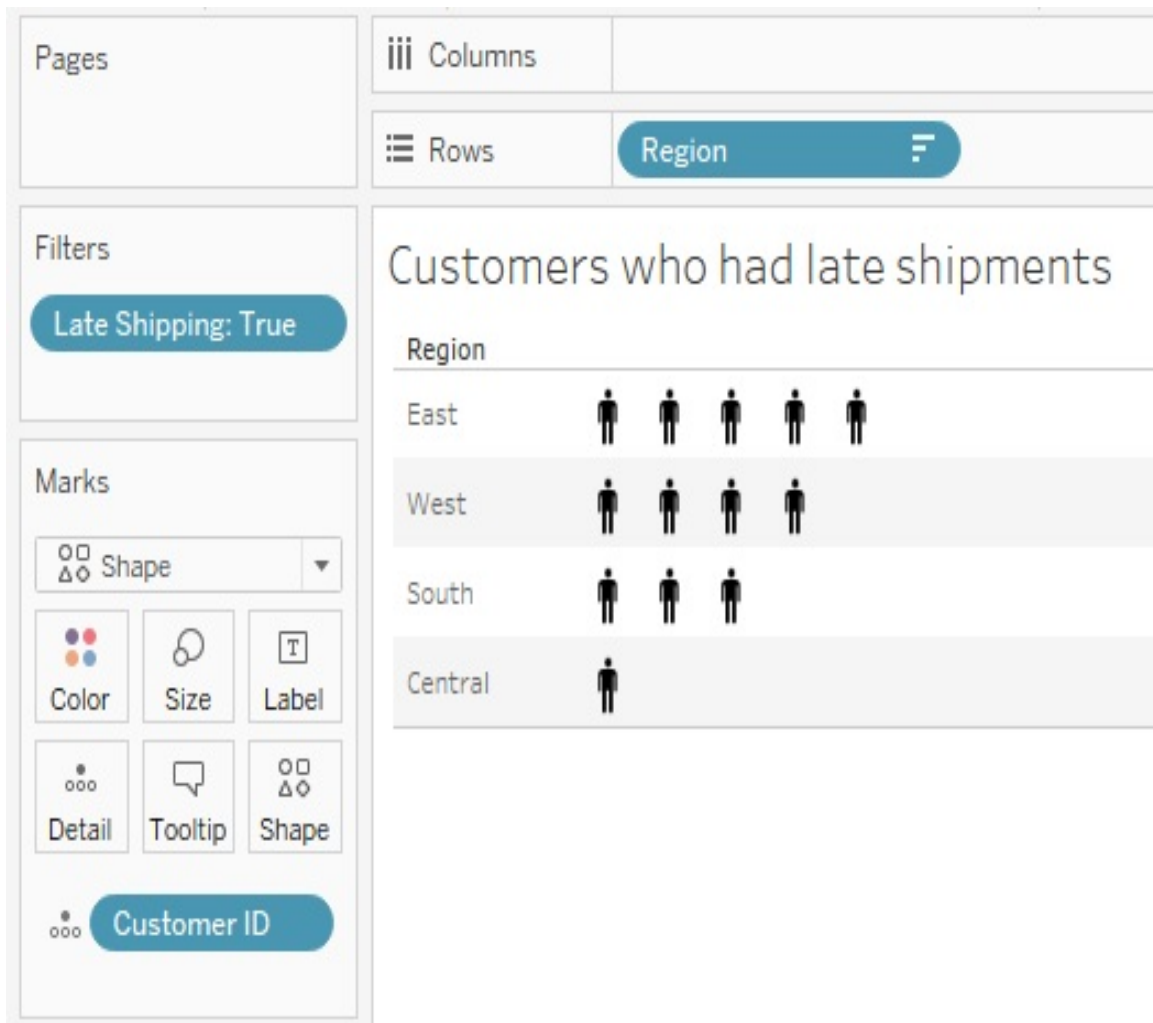 Pages
Columns
Rows
Region
Filters
Late Shipping: True
Customers who had late shipments
Region
East
West
South
Central
Marks
Shape
Color
Size
T
Label
Detail
Tooltip
Shape
Customer ID